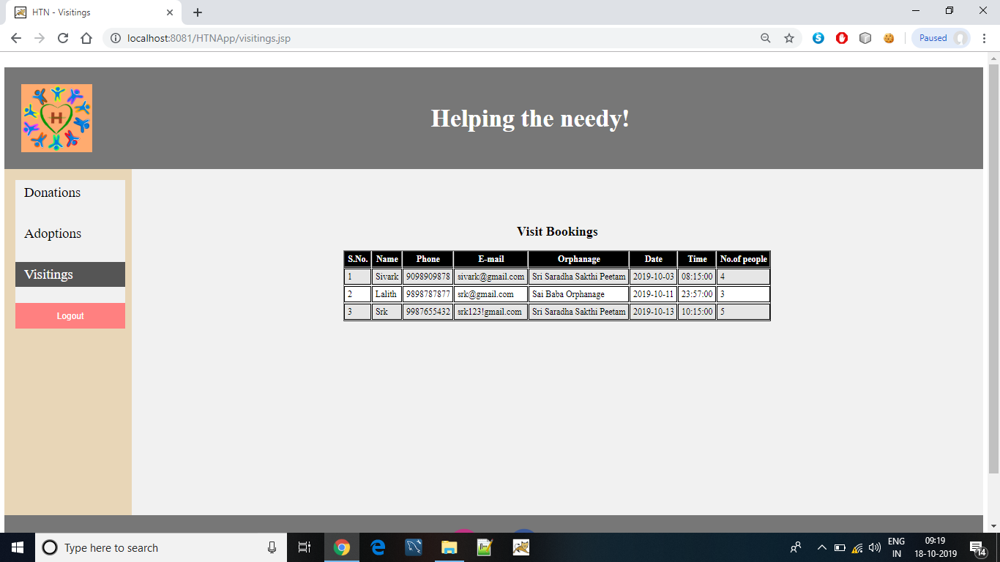 HTN - Visitings
localhost:8081/HTNApp/visitings.jsp
Paused
H
Helping the needy!
Donations
Adoptions
Visitings
Logout
Visit Bookings
S.No. Name Phone E-mail Orphanage Date Time No.of people
1 Sivark 9098909878 sivark@gmail.com Sri Saradha Sakthi Peetam 2019-10-03 08:15:00 4
2 Lalith 9898787877 srk@gmail.com Sai Baba Orphanage 2019-10-11 23:57:00 3
3 Srk 9987655432 srk123!gmail.com Sri Saradha Sakthi Peetam 2019-10-13 10:15:00 5
Type here to search
ENG
IN
09:19
18-10-2019
14